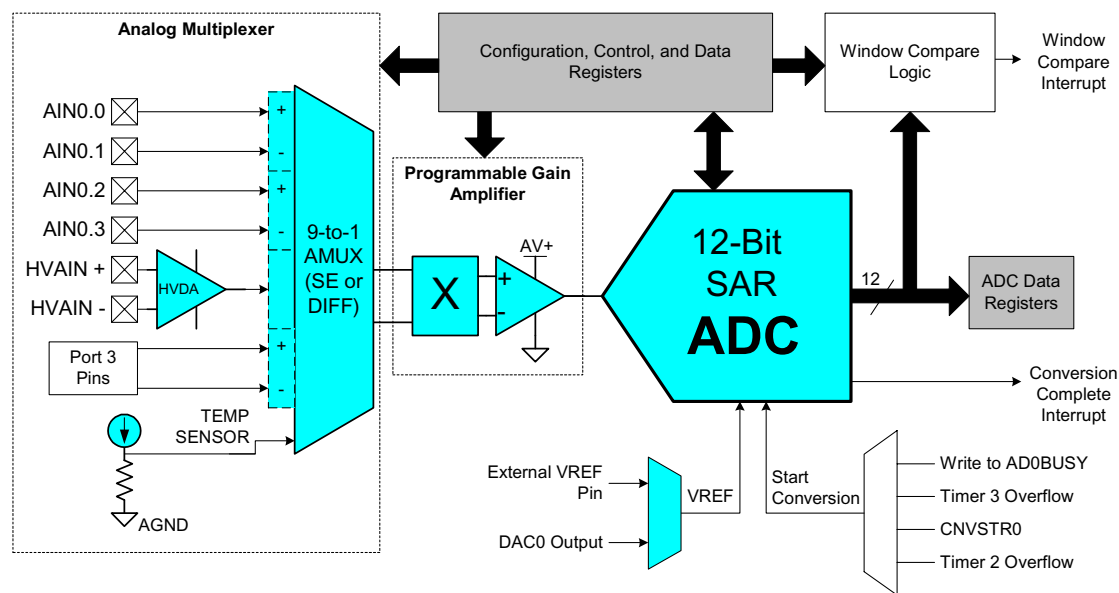 Analog Multiplexer
AIN0.0
AIN0.1
AIN0.2
AIN0.3
HVAIN +
HVAIN -
HVDA
Port 3
Pins
+
-
+
-
+
-
9-to-1
AMUX
(SE or
DIFF)
TEMP
SENSOR
AGND
Configuration, Control, and Data
Registers
Programmable Gain
Amplifier
X
+
-
AV+
12-Bit
SAR
ADC
Window Compare
Logic
Window
Compare
Interrupt
12
ADC Data
Registers
Conversion
Complete
Interrupt
External VREF
Pin
DAC0 Output
VREF
Start
Conversion
Write to AD0BUSY
Timer 3 Overflow
CNVSTR0
Timer 2 Overflow